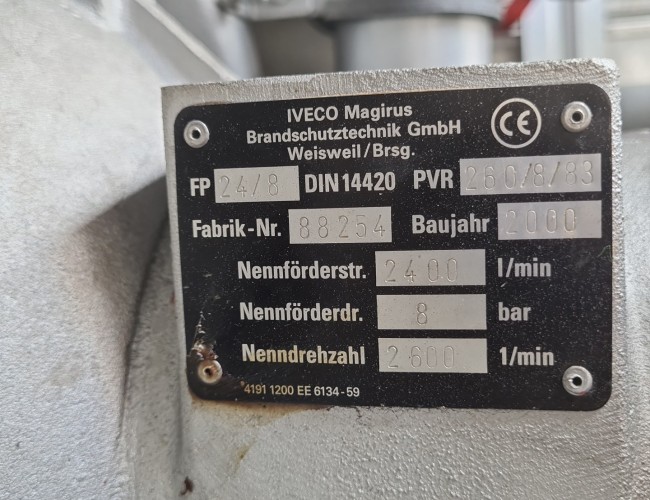 IVECO Magirus
Brandschutztechnik GmbH
Weisweil/Brsg.
CE
FP 24/8 DIN 14420 PVR 260/8/83
Fabrik-Nr. 88254 Baujahr 2000
Nennförderstr. 2400 l/min
Nennförderdr. 8 bar
Nenndrehzahl 2600 1/min
4191 1200 EE 6134-59